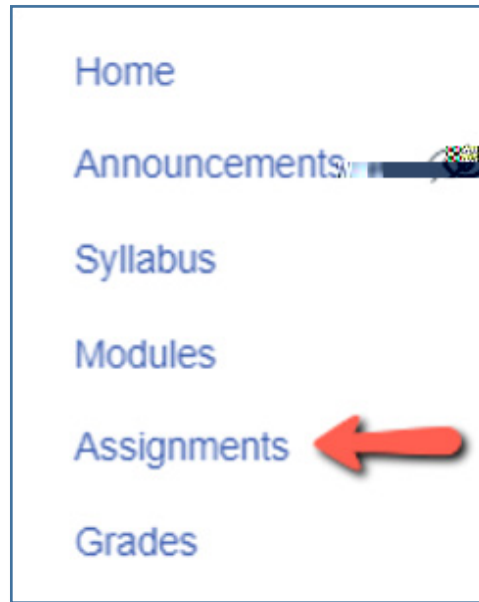 Home
Announcements
Syllabus
Modules
Assignments
Grades